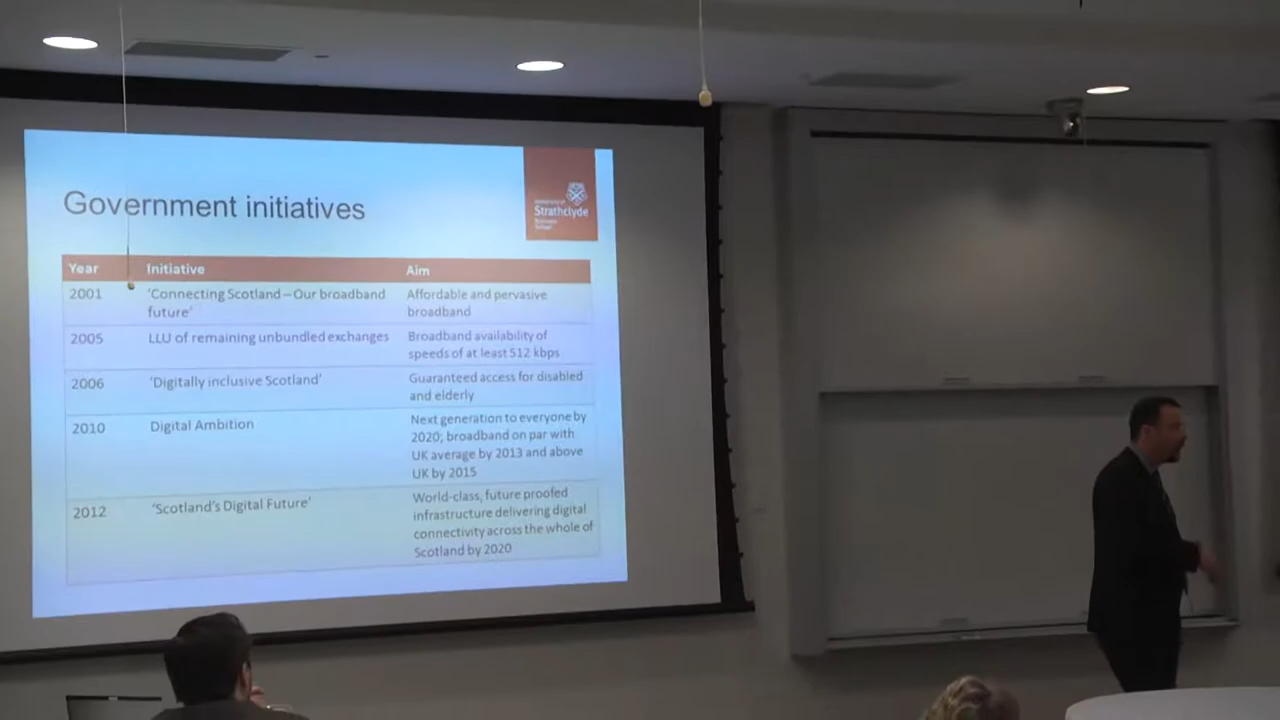 Government initiatives
University of
Strathclyde
Business
School
Year Initiative Aim
2001 'Connecting Scotland – Our broadband Affordable and pervasive
future' broadband
2005 LLU of remaining unbundled exchanges Broadband availability of
speeds of at least 512 kbps
2006 'Digitally inclusive Scotland' Guaranteed access for disabled
and elderly
2010 Digital Ambition Next generation to everyone by
2020; broadband on par with
UK average by 2013 and above
UK by 2015
2012 'Scotland's Digital Future' World-class, future proofed
infrastructure delivering digital
connectivity across the whole of
Scotland by 2020